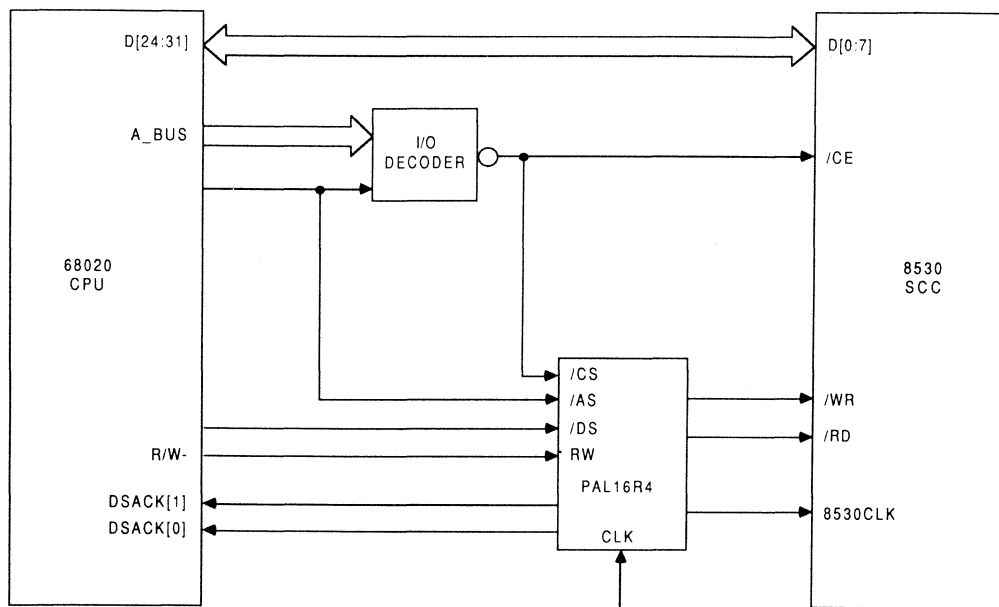 D[24:31]
D[0:7]
A_BUS
I/O
DECODER
/CE
68020
CPU
8530
SCC
/CS
/AS
/DS
RW
/WR
/RD
R/W-
PAL16R4
DSACK[1]
DSACK[0]
8530CLK
CLK